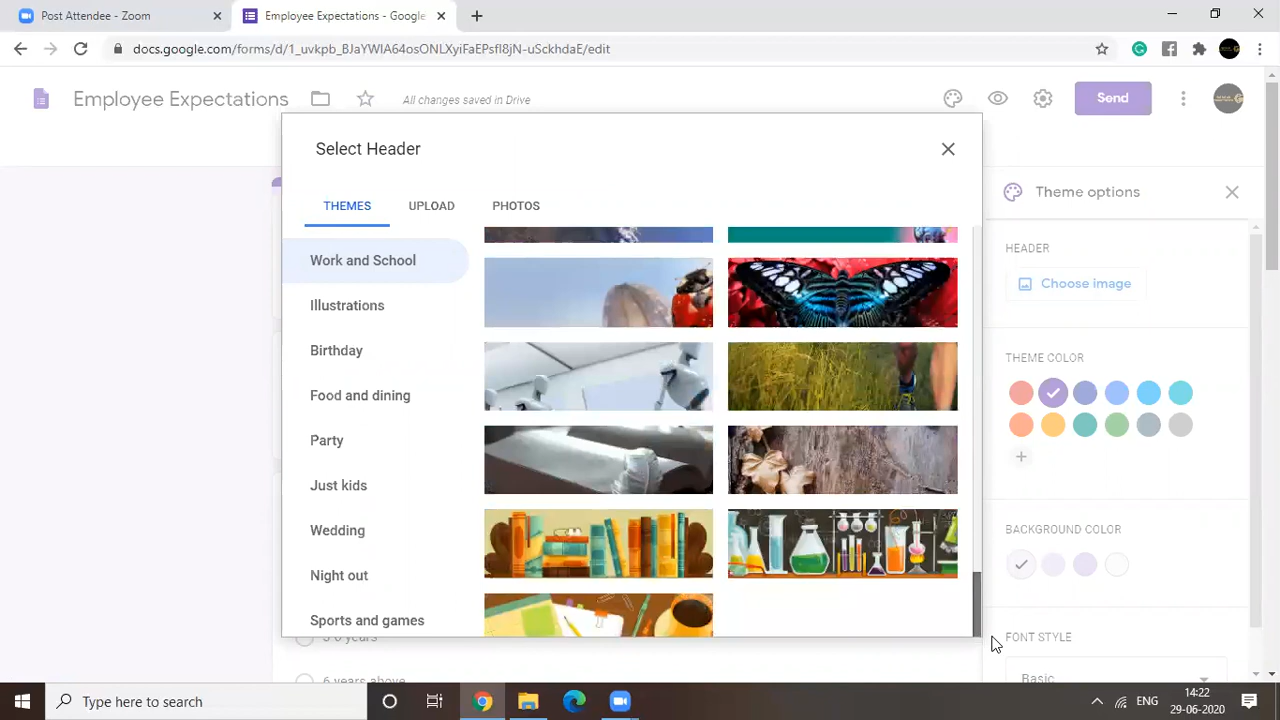 Post Attendee - Zoom
Employee Expectations - Google
docs.google.com/forms/d/1_uvkpb_BJaYWIA64osONLXyiFaEPsfl8jN-uSckhdaE/edit
Employee Expectations
All changes saved in Drive
Send
Select Header
Theme options
THEMES
UPLOAD
PHOTOS
HEADER
Work and School
Choose image
Illustrations
Birthday
THEME COLOR
Food and dining
Party
Just kids
Wedding
BACKGROUND COLOR
Night out
Sports and games
FONT STYLE
6 years above
Basic
Type here to search
ENG
14:22
29-06-2020